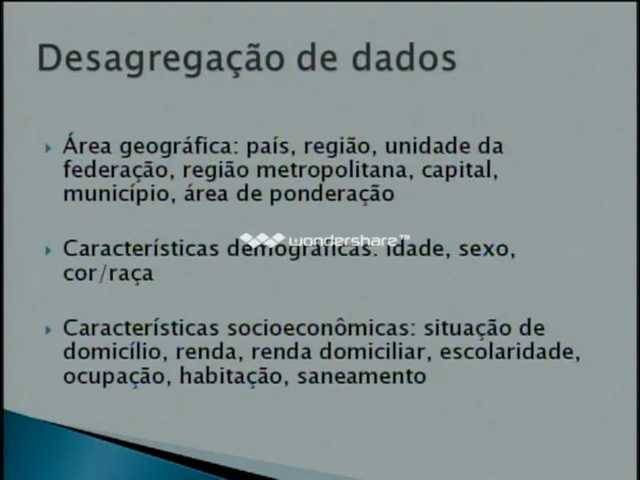 Desagregação de dados
Área geográfica: país, região, unidade da
federação, região metropolitana, capital,
município, área de ponderação
wondershare™
Características demográficas: idade, sexo,
cor/raça
Características socioeconômicas: situação de
domicílio, renda, renda domiciliar, escolaridade,
ocupação, habitação, saneamento